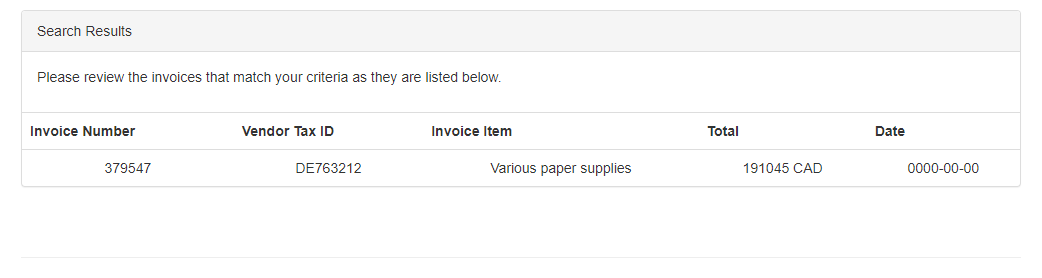 Search Results
Please review the invoices that match your criteria as they are listed below.
Invoice Number Vendor Tax ID Invoice Item Total Date
379547 DE763212 Various paper supplies 191045 CAD 0000-00-00